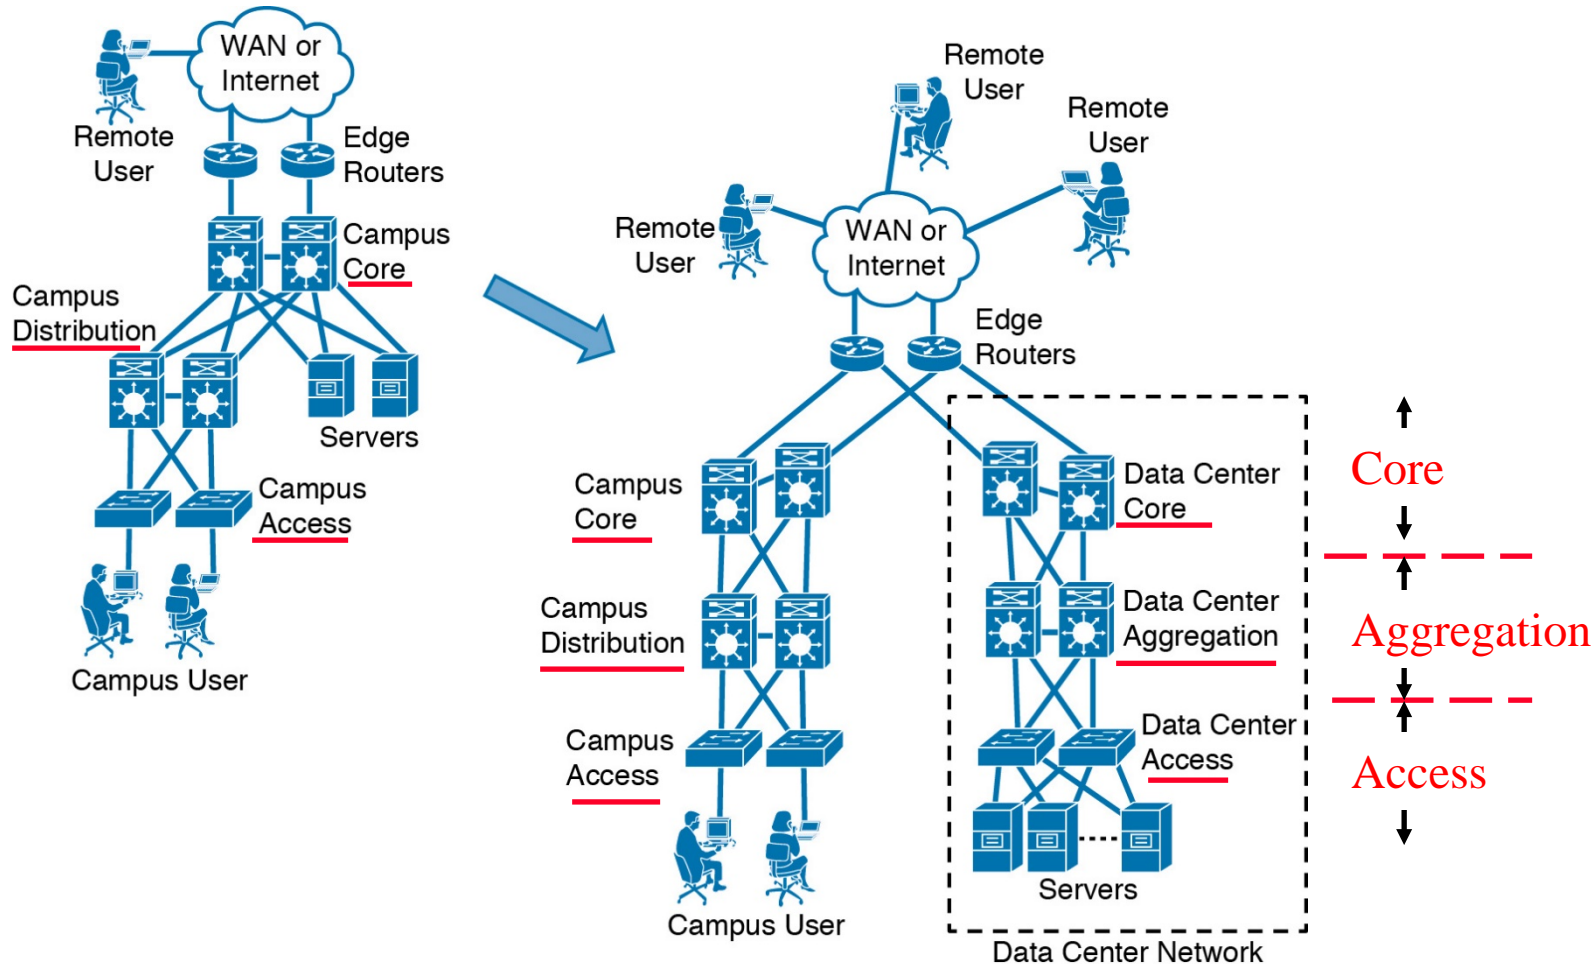 WAN or
Internet
Remote
User
Edge
Routers
Campus
Core
Campus
Distribution
Servers
Campus
Access
Campus User
Remote
User
Remote
User
Remote
User
WAN or
Internet
Edge
Routers
Campus
Core
Campus
Distribution
Campus
Access
Campus User
Data Center
Core
Data Center
Aggregation
Data Center
Access
Servers
Data Center Network
Core
Aggregation
Access